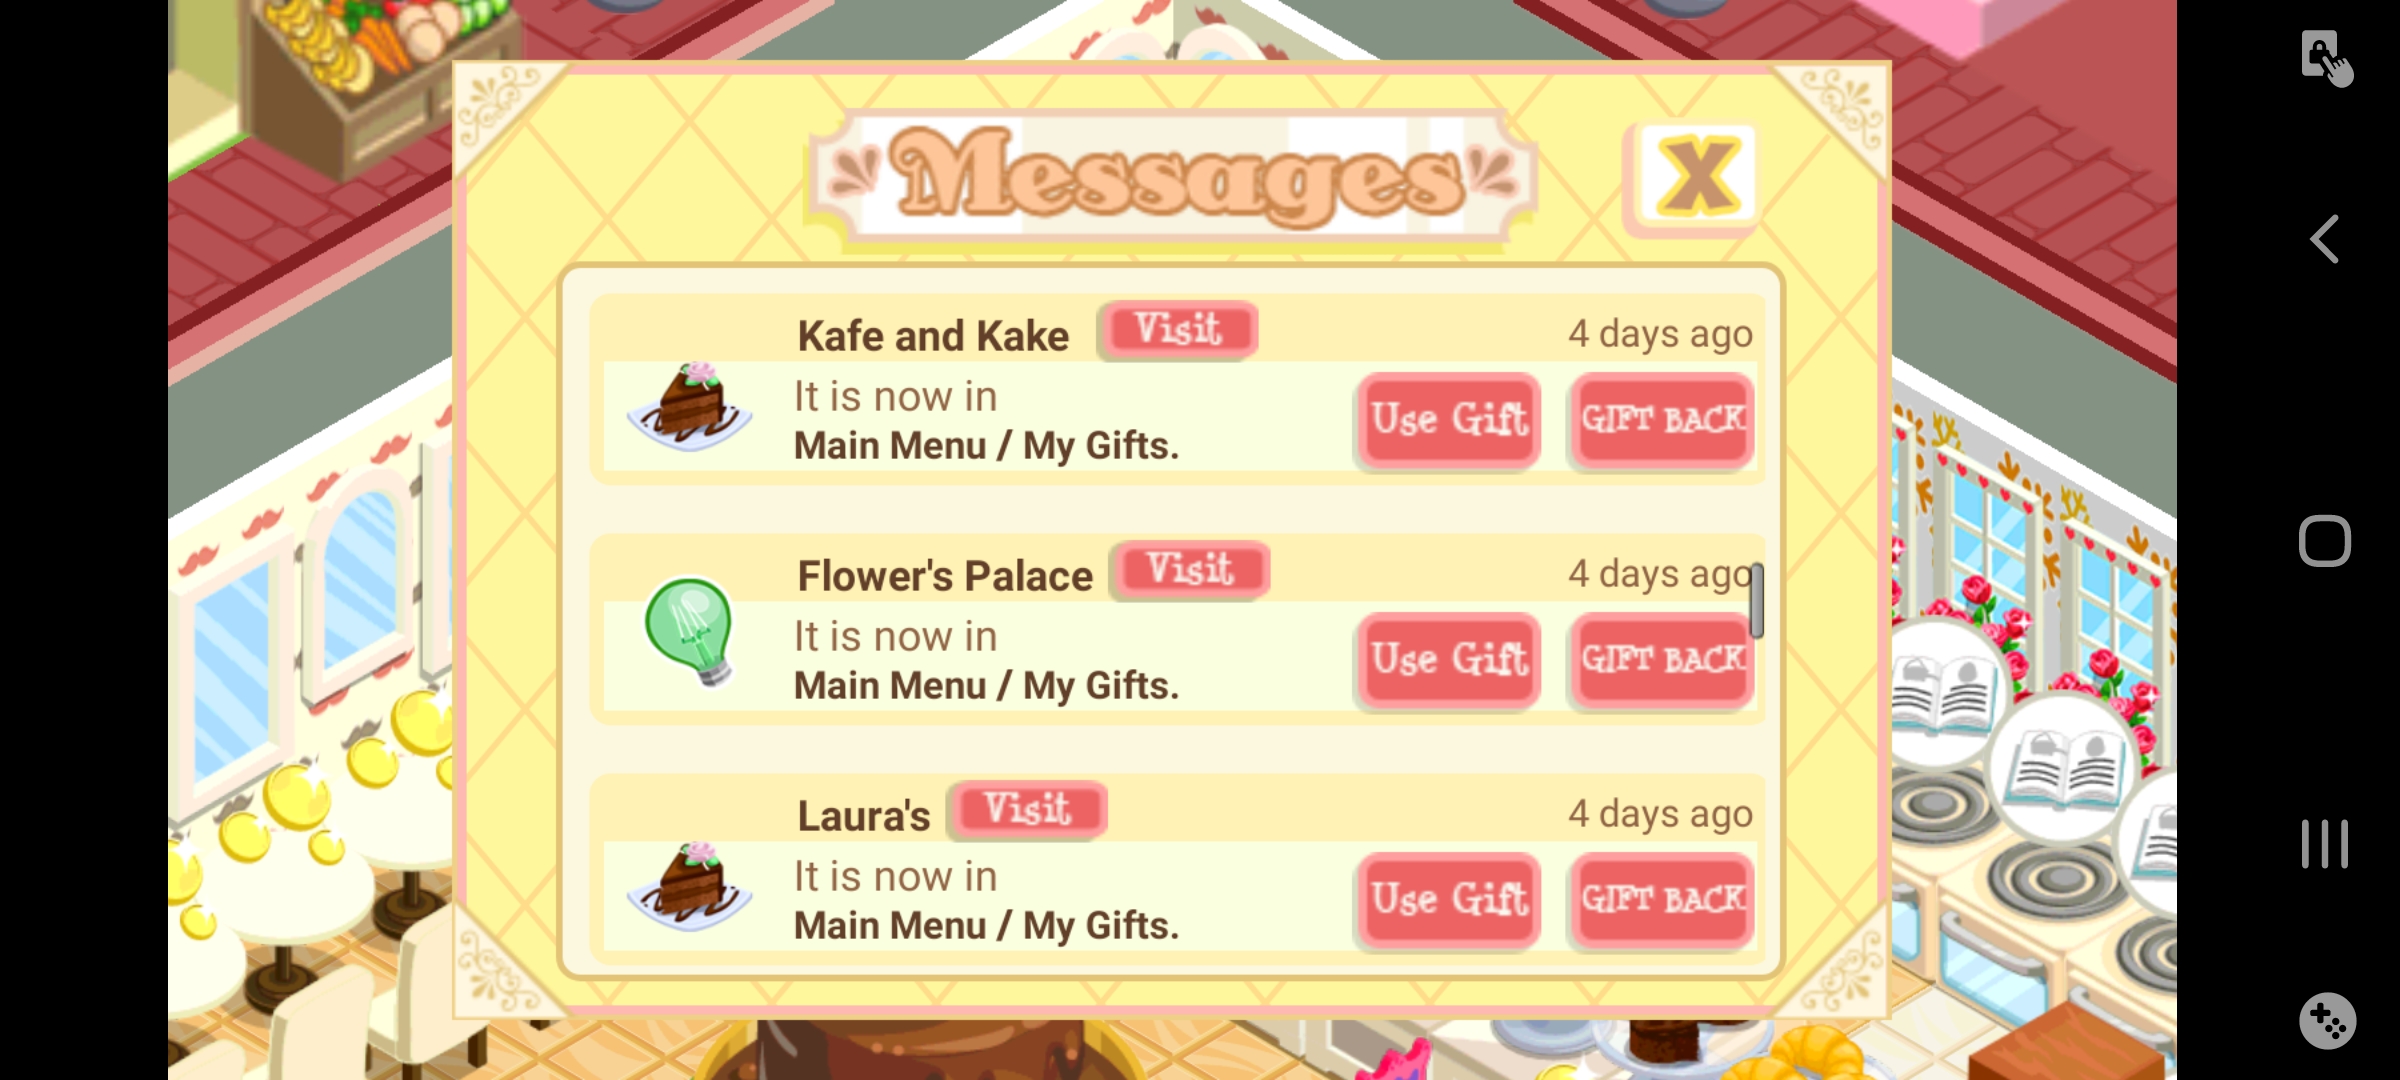 Messages
X
Kafe and Kake Visit 4 days ago
It is now in
Main Menu / My Gifts.
Use Gift GIFT BACK
Flower's Palace Visit 4 days ago
It is now in
Main Menu / My Gifts.
Use Gift GIFT BACK
Laura's Visit 4 days ago
It is now in
Main Menu / My Gifts.
Use Gift GIFT BACK